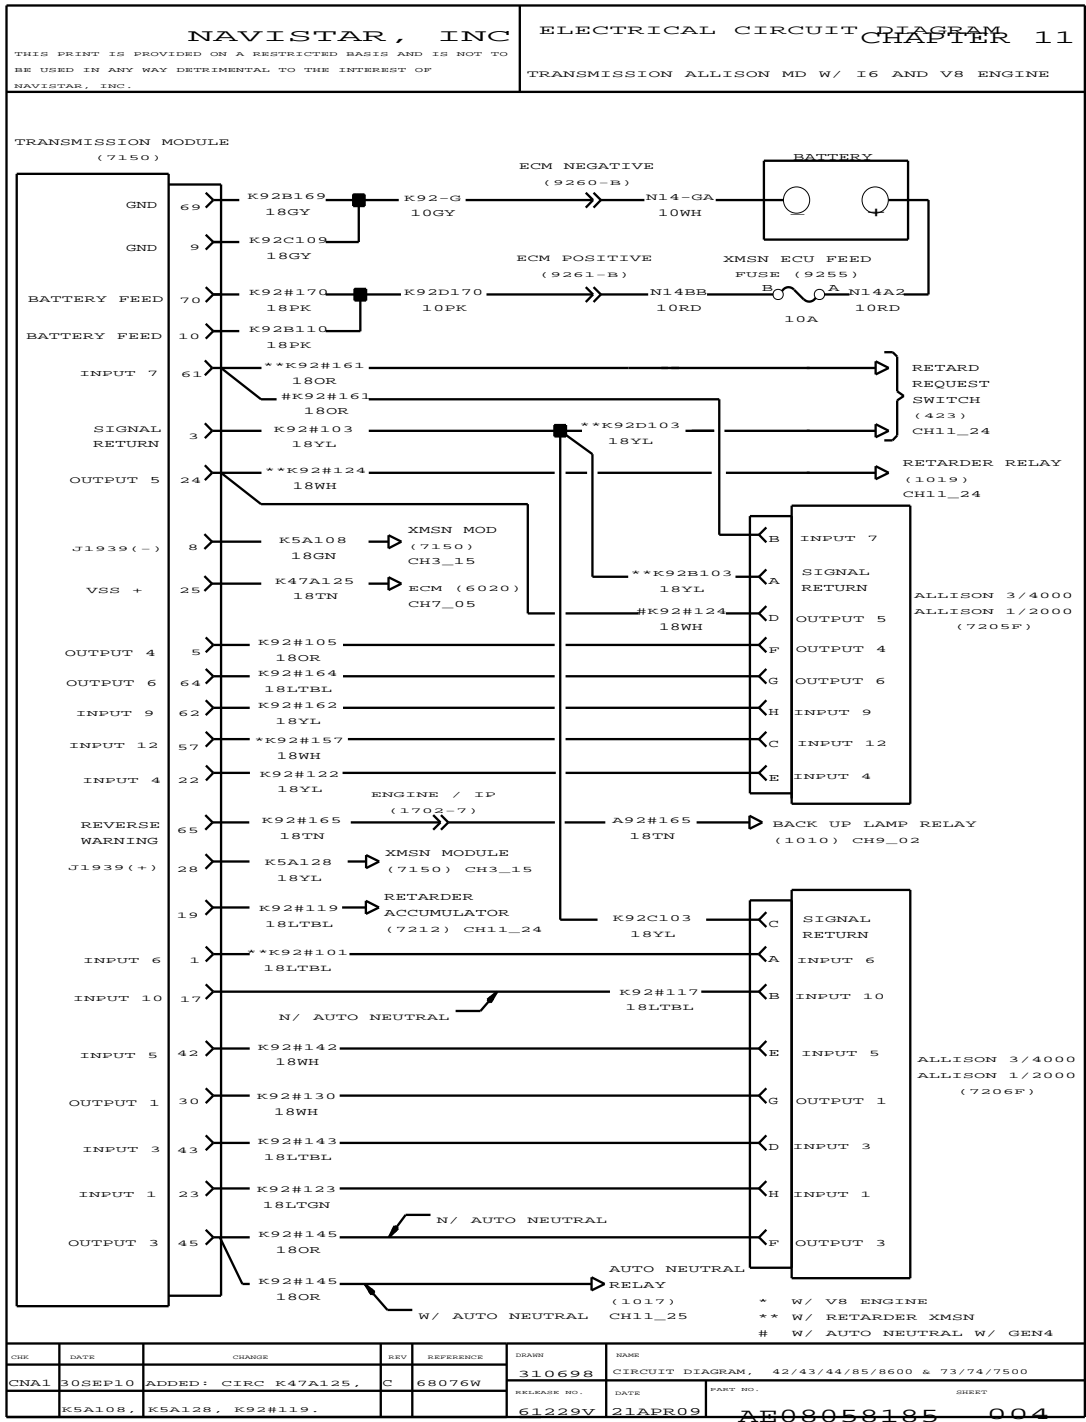 NAVISTAR, INC
THIS PRINT IS PROVIDED ON A RESTRICTED BASIS AND IS NOT TO
BE USED IN ANY WAY DETRIMENTAL TO THE INTEREST OF
NAVISTAR, INC.
ELECTRICAL CIRCUIT DIAGRAM
CHAPTER 11
TRANSMISSION ALLISON MD W/ I6 AND V8 ENGINE
TRANSMISSION MODULE
(7150)
GND 69 K92B169 18GY
K92-G 10GY
ECM NEGATIVE
(9260-B)
N14-GA 10WH
BATTERY
- +
GND 9 K92C109 18GY
BATTERY FEED 70 K92#170 18PK
K92D170 10PK
ECM POSITIVE
(9261-B)
N14BB 10RD
XMSN ECU FEED
FUSE (9255)
B A
10A
N14A2 10RD
BATTERY FEED 10 K92B110 18PK
INPUT 7 61 **K92#161 18OR
#K92#161 18OR
RETARD
REQUEST
SWITCH
(423)
CH11_24
SIGNAL
RETURN 3 K92#103 18YL
**K92D103 18YL
OUTPUT 5 24 **K92#124 18WH
RETARDER RELAY
(1019)
CH11_24
J1939(-) 8 K5A108 18GN
XMSN MOD
(7150)
CH3_15
VSS + 25 K47A125 18TN
ECM (6020)
CH7_05
B INPUT 7
**K92B103 18YL
A SIGNAL
RETURN
#K92#124 18WH
D OUTPUT 5
ALLISON 3/4000
ALLISON 1/2000
(7205F)
OUTPUT 4 5 K92#105 18OR F OUTPUT 4
OUTPUT 6 64 K92#164 18LTBL G OUTPUT 6
INPUT 9 62 K92#162 18YL H INPUT 9
INPUT 12 57 *K92#157 18WH C INPUT 12
INPUT 4 22 K92#122 18YL E INPUT 4
ENGINE / IP
(1702-7)
REVERSE
WARNING 65 K92#165 18TN
A92#165 18TN
BACK UP LAMP RELAY
(1010) CH9_02
J1939(+) 28 K5A128 18YL
XMSN MODULE
(7150) CH3_15
19 K92#119 18LTBL
RETARDER
ACCUMULATOR
(7212) CH11_24
K92C103 18YL
C SIGNAL
RETURN
INPUT 6 1 **K92#101 18LTBL A INPUT 6
INPUT 10 17 K92#117 18LTBL B INPUT 10
N/ AUTO NEUTRAL
INPUT 5 42 K92#142 18WH E INPUT 5
ALLISON 3/4000
ALLISON 1/2000
(7206F)
OUTPUT 1 30 K92#130 18WH G OUTPUT 1
INPUT 3 43 K92#143 18LTBL D INPUT 3
INPUT 1 23 K92#123 18LTGN H INPUT 1
N/ AUTO NEUTRAL
OUTPUT 3 45 K92#145 18OR F OUTPUT 3
K92#145 18OR
AUTO NEUTRAL
RELAY
(1017)
CH11_25
W/ AUTO NEUTRAL
* W/ V8 ENGINE
** W/ RETARDER XMSN
# W/ AUTO NEUTRAL W/ GEN4
CHK DATE CHANGE REV REFERENCE
CNA1 30SEP10 ADDED: CIRC K47A125, C 68076W
K5A108, K5A128, K92#119.
DRAWN
310698
NAME
CIRCUIT DIAGRAM, 42/43/44/85/8600 & 73/74/7500
RELEASE NO.
61229V
DATE
21APR09
PART NO.
AE08058185
SHEET
004